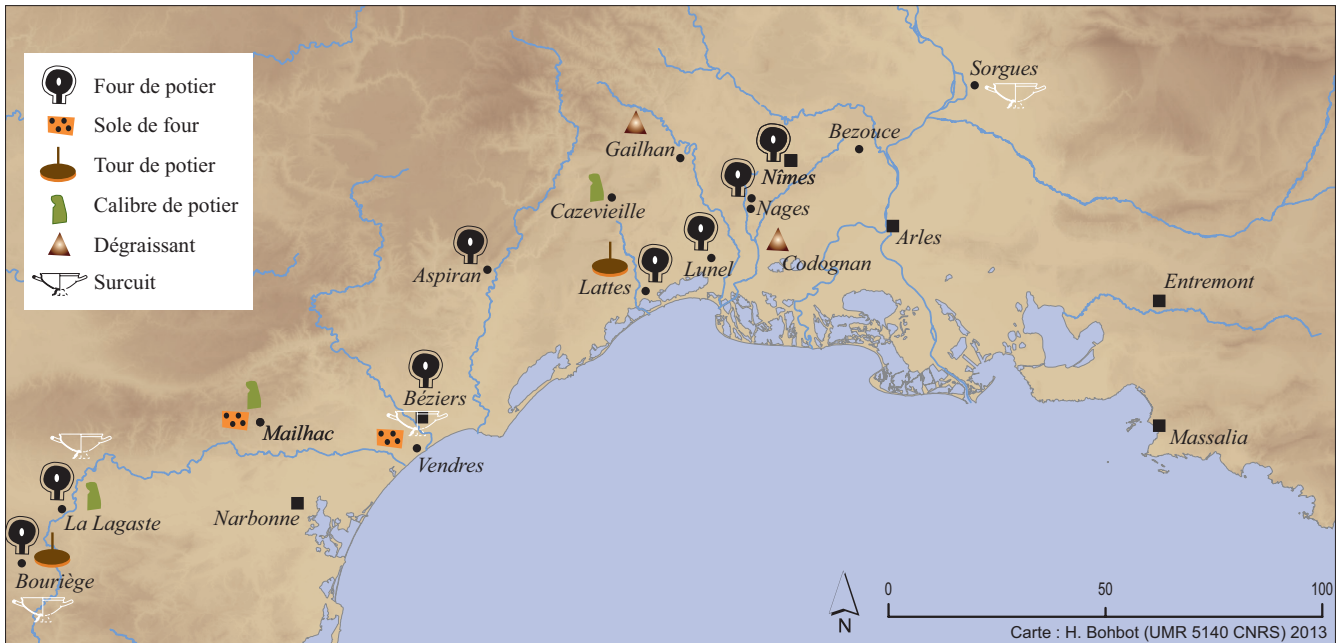 Four de potier
Sole de four
Tour de potier
Calibre de potier
Dégraissant
Surcuit
Sorgues
Bezouce
Gailhan
Nîmes
Cazevieille
Nages
Arles
Aspiran
Lunel
Codognan
Lattes
Entremont
Béziers
Mailhac
Massalia
Vendres
La Lagaste
Narbonne
Bouriège
0 50 100
N
Carte : H. Bohbot (UMR 5140 CNRS) 2013